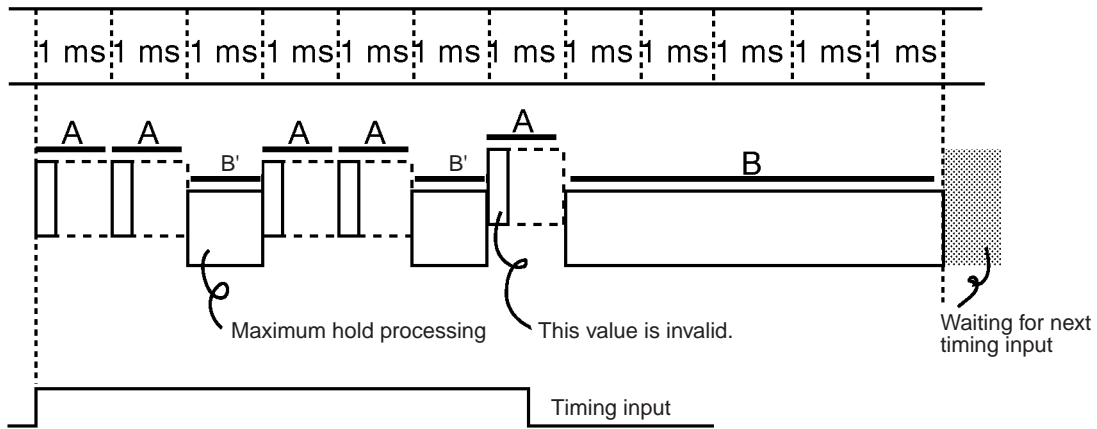 1 ms 1 ms 1 ms 1 ms 1 ms 1 ms 1 ms 1 ms 1 ms 1 ms 1 ms 1 ms
A A B' A A B' A B
Maximum hold processing
This value is invalid.
Waiting for next
timing input
Timing input